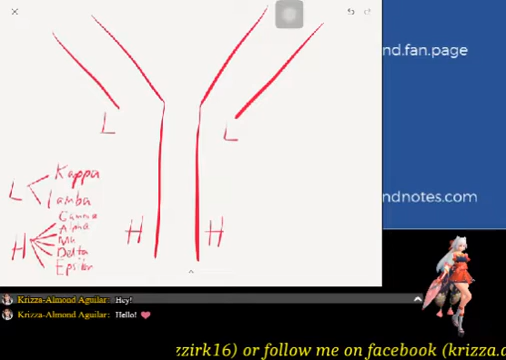 nd.fan.page
L
L
Kappa
L
lamba
Gamma
Alpha
H
Mu
Delta
Epsilon
H
H
ndnotes.com
Krizza-Almond Aguilar: Hey!
Krizza-Almond Aguilar: Hello! ❤
zzirk16) or follow me on facebook (krizza.a